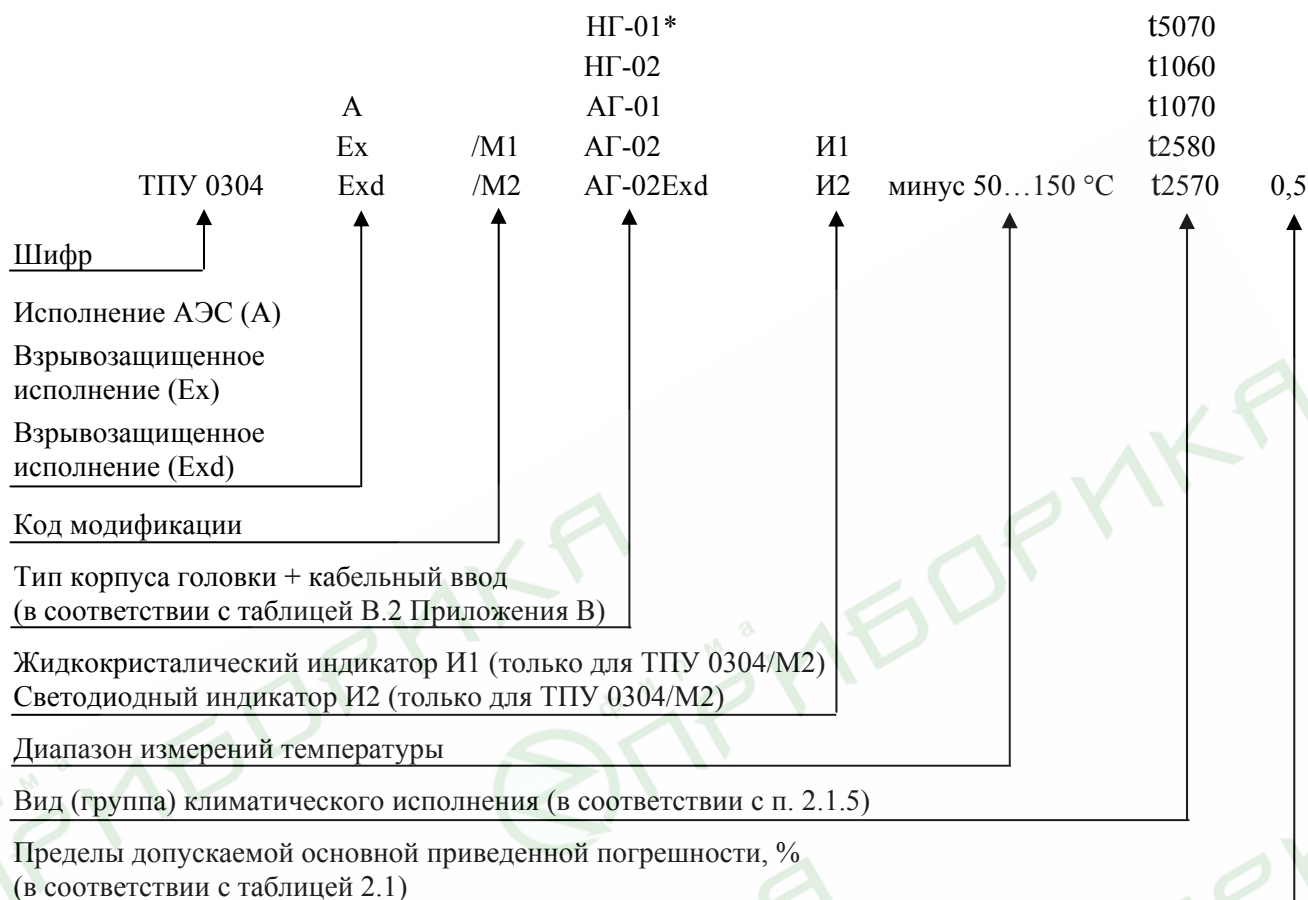 НГ-01* t5070
НГ-02 t1060
А АГ-01 t1070
Ex /М1 АГ-02 И1 t2580
ТПУ 0304 Exd /М2 АГ-02Exd И2 минус 50…150 °С t2570 0,5
Шифр
Исполнение АЭС (А)
Взрывозащищенное
исполнение (Ex)
Взрывозащищенное
исполнение (Exd)
Код модификации
Тип корпуса головки + кабельный ввод
(в соответствии с таблицей В.2 Приложения В)
Жидкокристалический индикатор И1 (только для ТПУ 0304/М2)
Светодиодный индикатор И2 (только для ТПУ 0304/М2)
Диапазон измерений температуры
Вид (группа) климатического исполнения (в соответствии с п. 2.1.5)
Пределы допускаемой основной приведенной погрешности, %
(в соответствии с таблицей 2.1)
фирма
ПРИБОРИКА